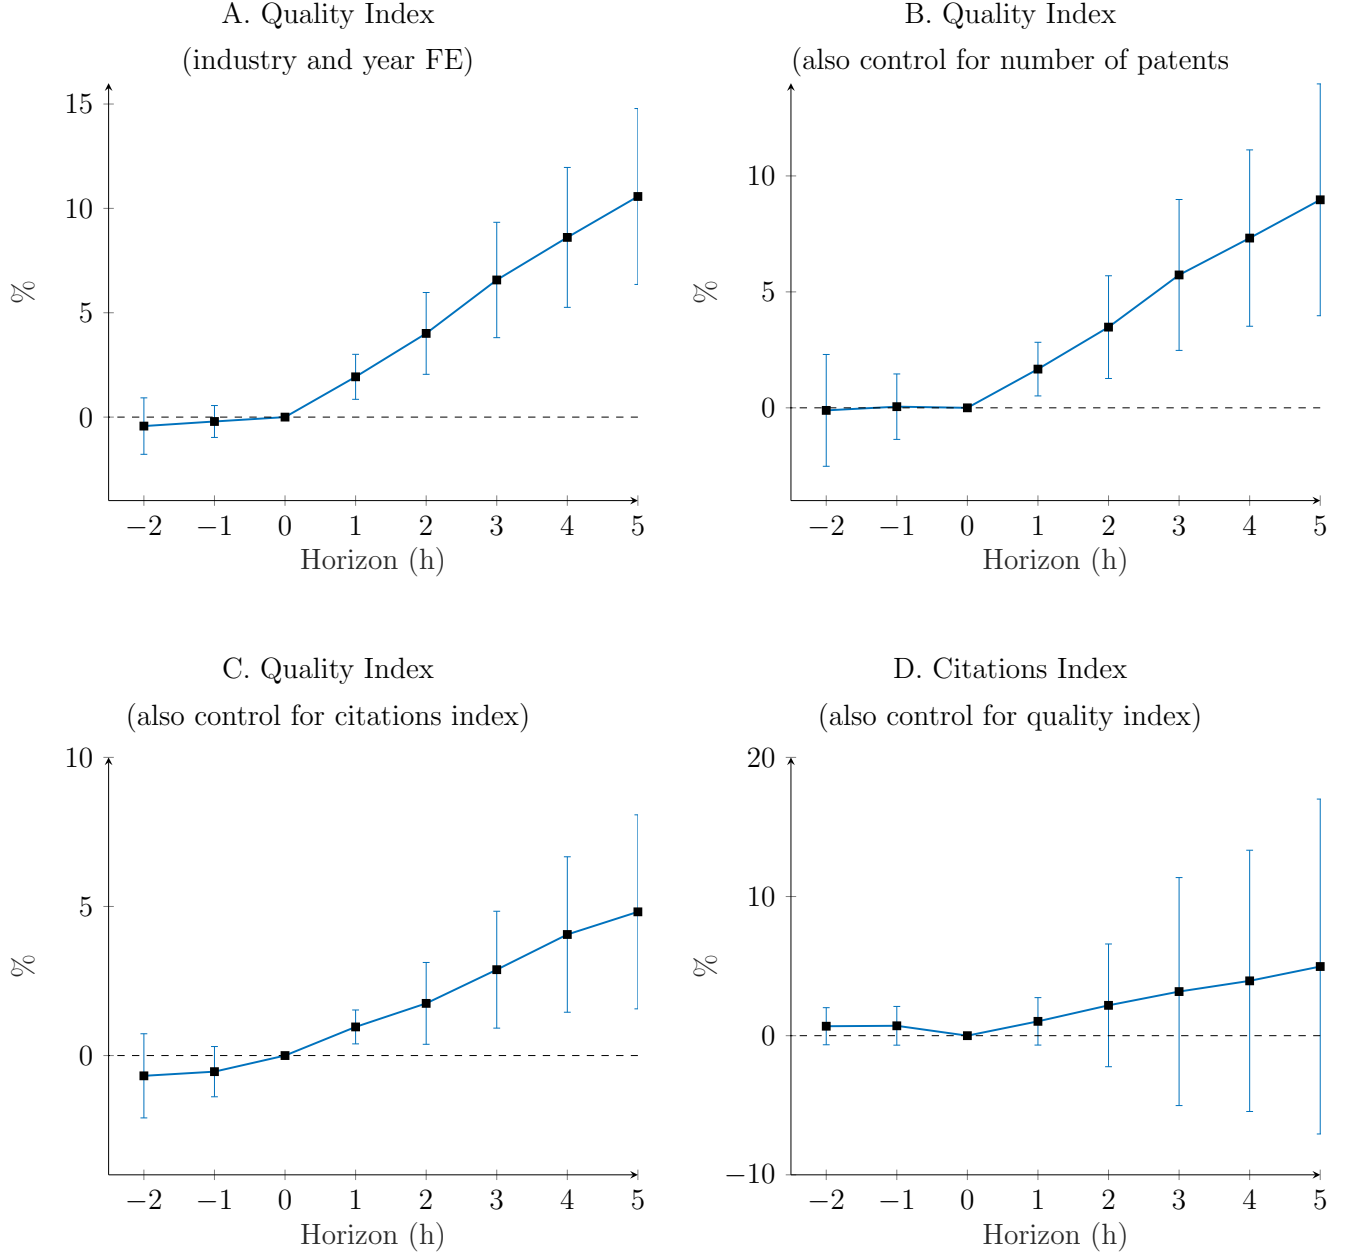 A. Quality Index
(industry and year FE)
15
10
5
0
%
−2 −1 0 1 2 3 4 5
Horizon (h)
B. Quality Index
(also control for number of patents
10
5
0
%
−2 −1 0 1 2 3 4 5
Horizon (h)
C. Quality Index
(also control for citations index)
10
5
0
%
−2 −1 0 1 2 3 4 5
Horizon (h)
D. Citations Index
(also control for quality index)
20
10
0
−10
%
−2 −1 0 1 2 3 4 5
Horizon (h)